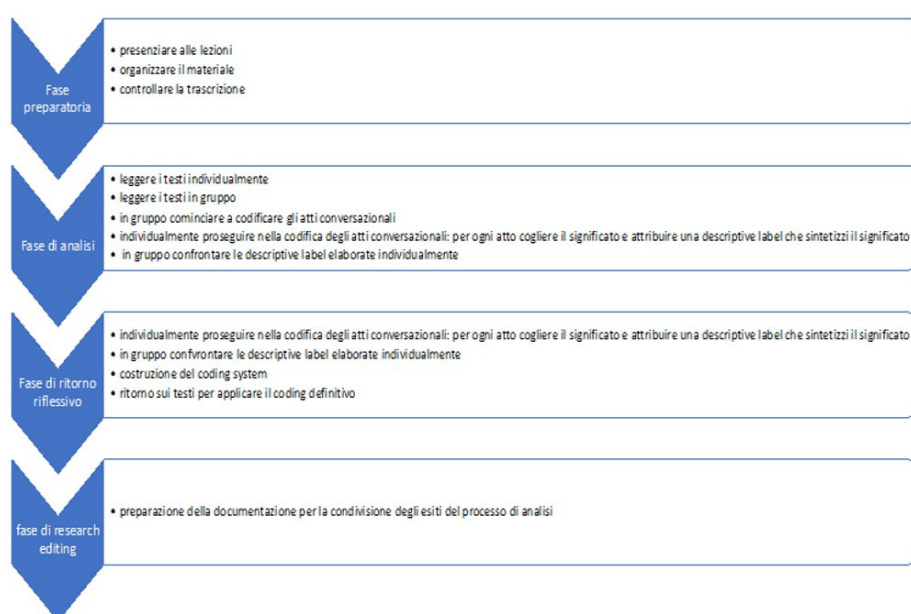 Fase
preparatoria
• presenziare alle lezioni
• organizzare il materiale
• controllare la trascrizione
Fase di analisi
• leggere i testi individualmente
• leggere i testi in gruppo
• in gruppo cominciare a codificare gli atti conversazionali
• individualmente proseguire nella codifica degli atti conversazionali: per ogni atto cogliere il significato e attribuire una descriptive label che sintetizzi il significato
• in gruppo confrontare le descriptive label elaborate individualmente
Fase di ritorno
riflessivo
• individualmente proseguire nella codifica degli atti conversazionali: per ogni atto cogliere il significato e attribuire una descriptive label che sintetizzi il significato
• in gruppo confvrontare le descriptive label elaborate individualmente
• costruzione del coding system
• ritorno sui testi per applicare il coding definitivo
fase di research
editing
• preparazione della documentazione per la condivisione degli esiti del processo di analisi